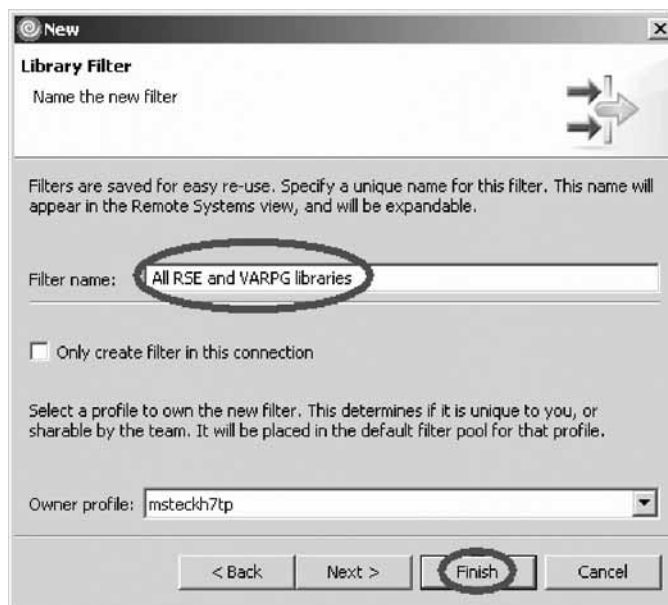 New
Library Filter
Name the new filter
Filters are saved for easy re-use. Specify a unique name for this filter. This name will
appear in the Remote Systems view, and will be expandable.
Filter name: All RSE and VARPG libraries
Only create filter in this connection
Select a profile to own the new filter. This determines if it is unique to you, or
sharable by the team. It will be placed in the default filter pool for that profile.
Owner profile: msteckh7tp
< Back Next > Finish Cancel